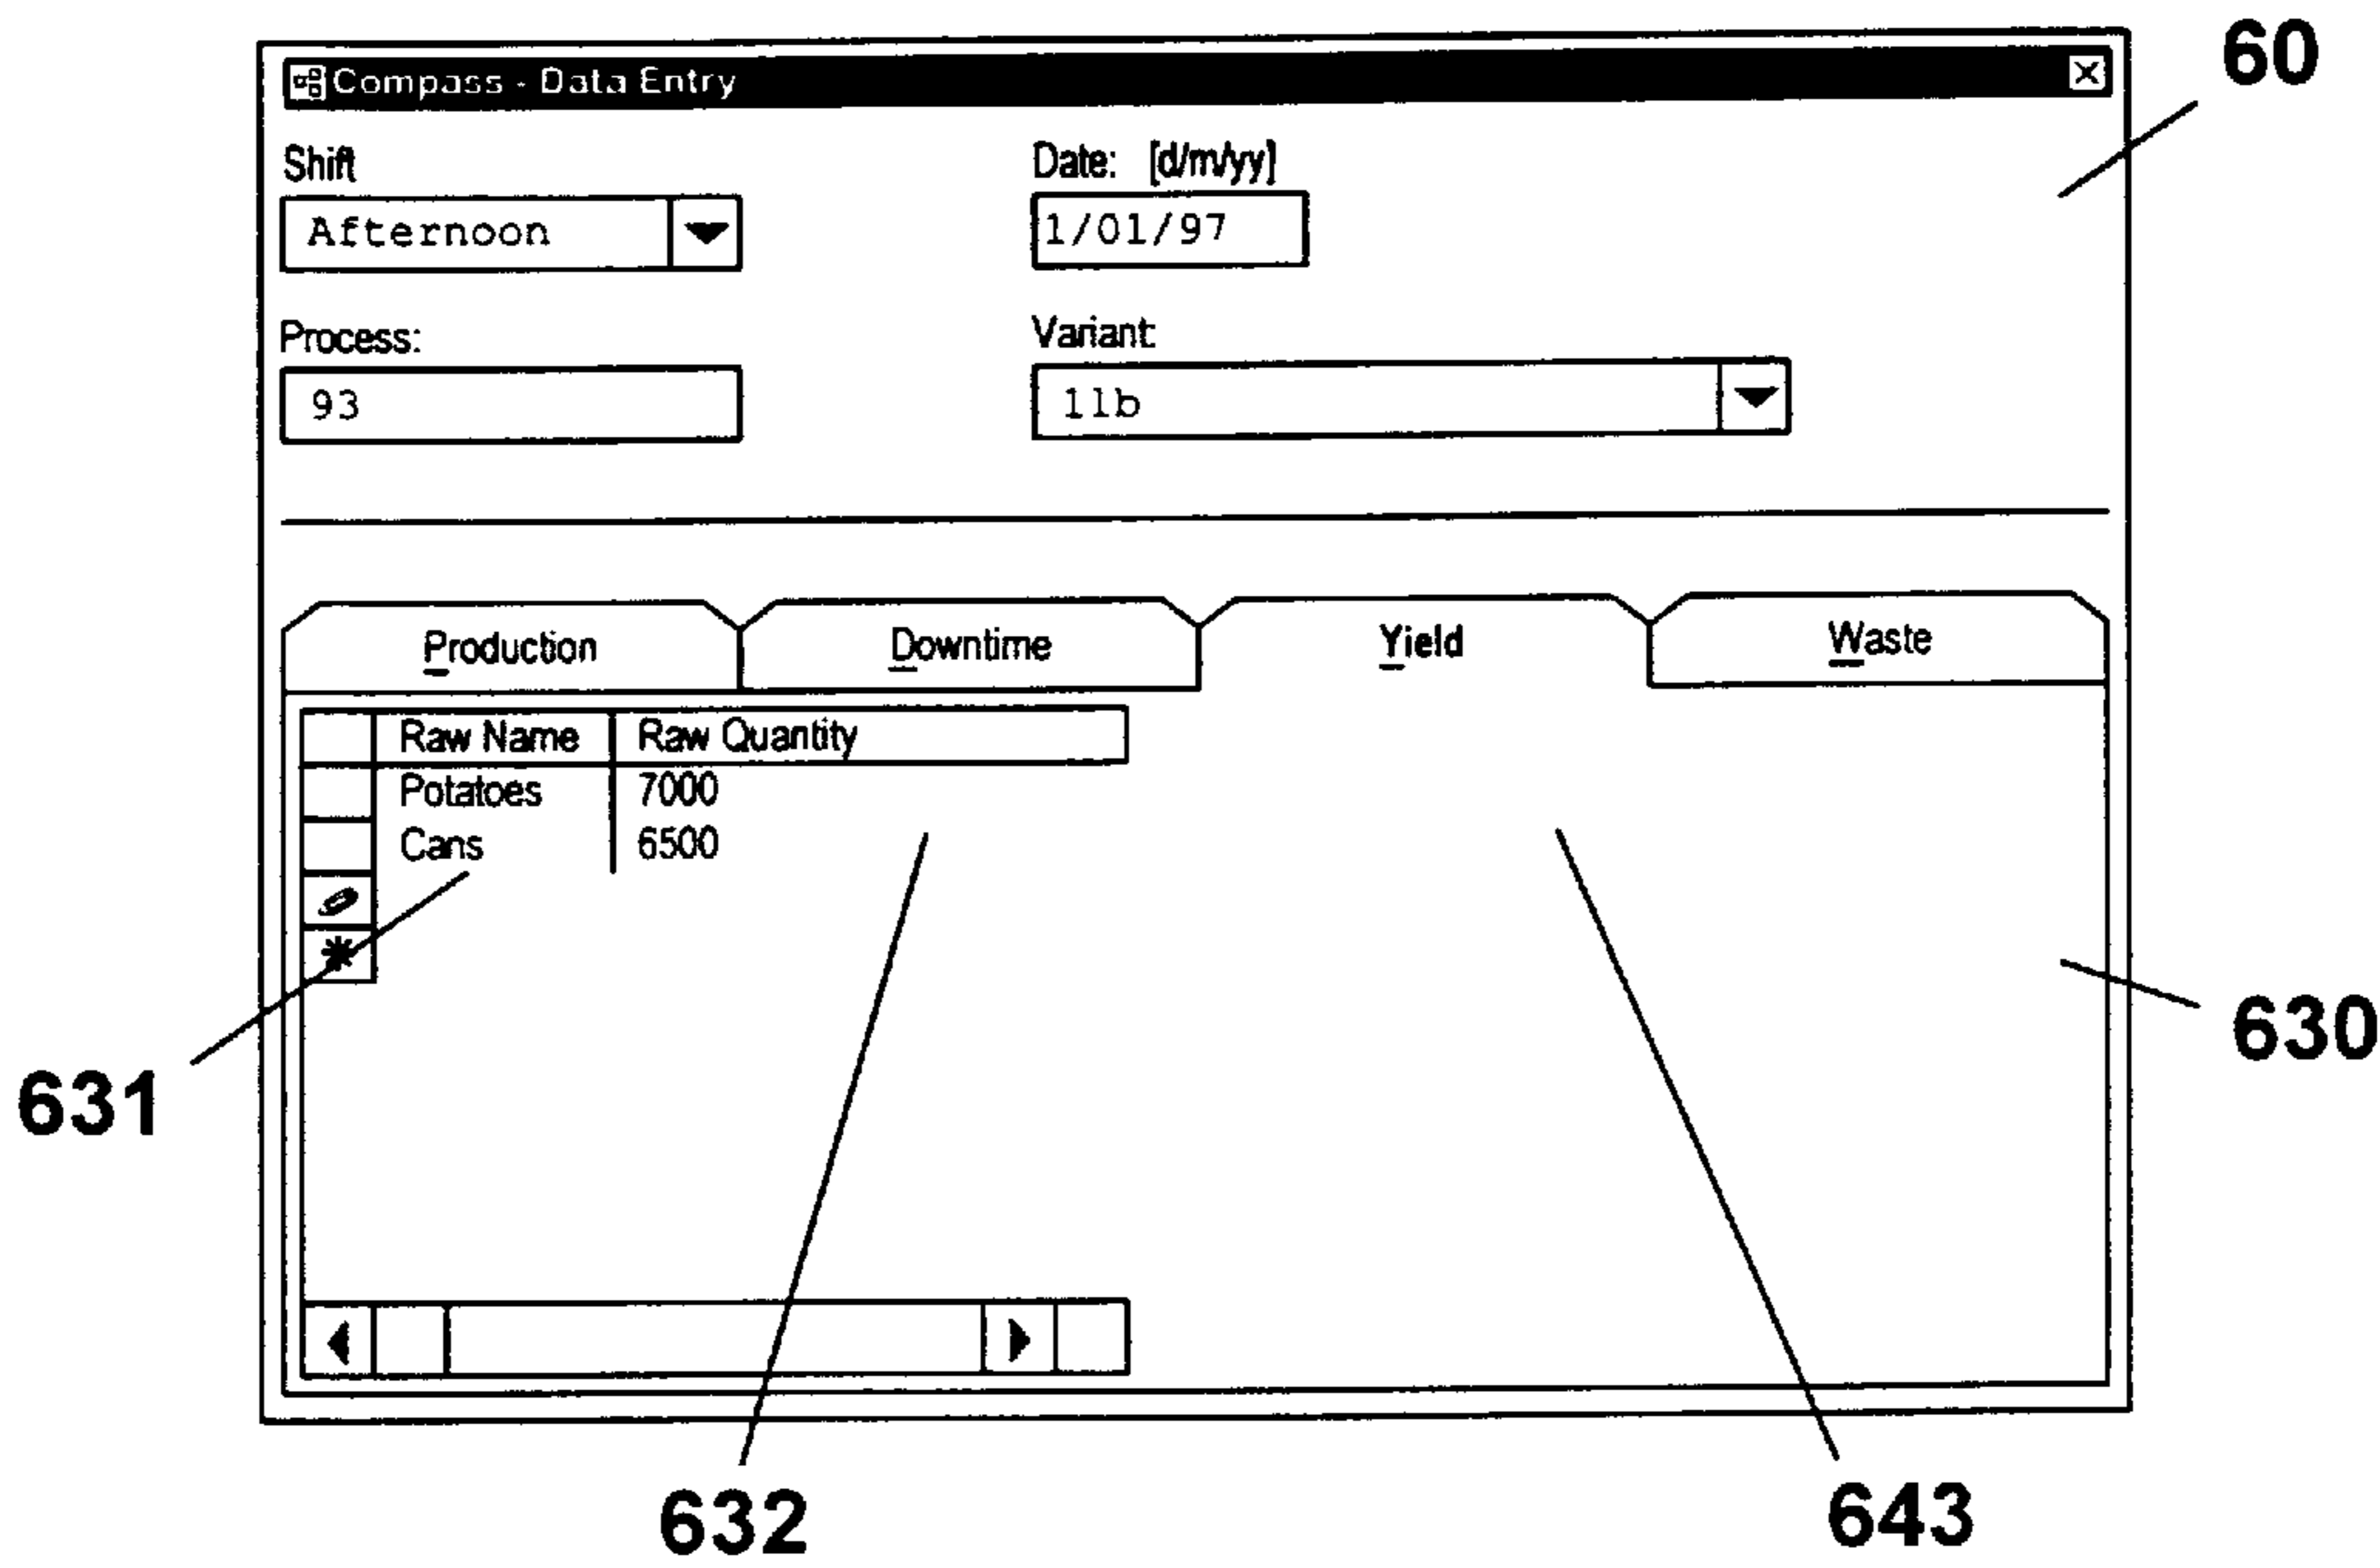 60
Compass - Data Entry
Shift
Date: [d/m/yy]
Afternoon
1/01/97
Process:
Variant:
93
1lb
Production
Downtime
Yield
Waste
Raw Name
Raw Quantity
Potatoes
7000
Cans
6500
630
631
632
643